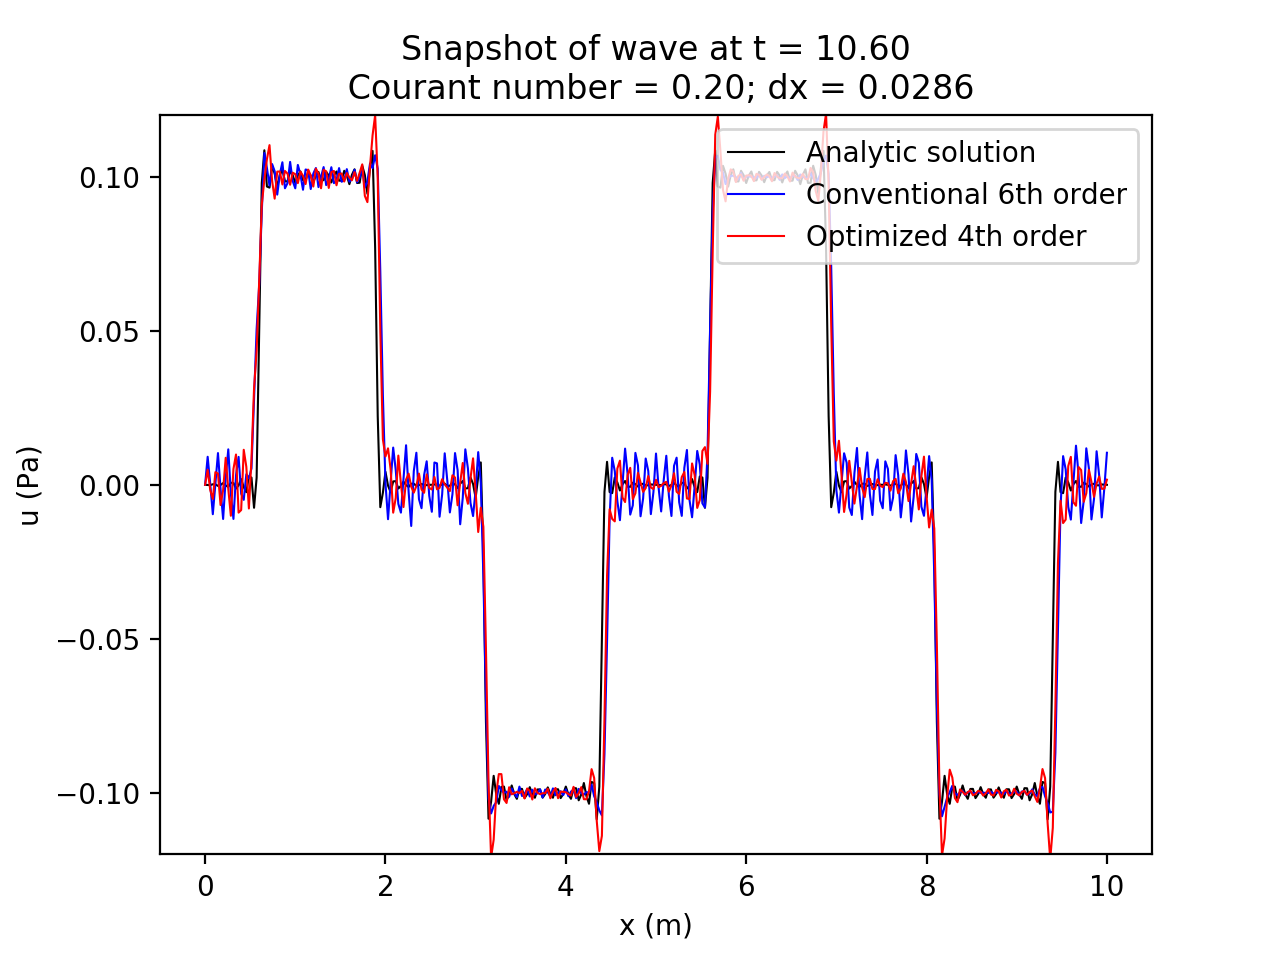 Snapshot of wave at t = 10.60
Courant number = 0.20; dx = 0.0286
Analytic solution
Conventional 6th order
Optimized 4th order
0.10
0.05
0.00
−0.05
−0.10
u (Pa)
0 2 4 6 8 10
x (m)